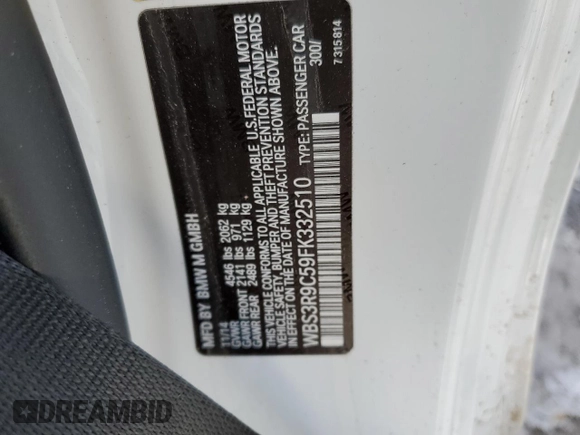 MFD BY BMW M GMBH
11/14
GVWR 4546 lbs 2062 kg
GAWR FRONT 2141 lbs 971 kg
GAWR REAR 2489 lbs 1129 kg
THIS VEHICLE CONFORMS TO ALL APPLICABLE U.S.FEDERAL MOTOR
VEHICLE SAFETY, BUMPER AND THEFT PREVENTION STANDARDS
IN EFFECT ON THE DATE OF MANUFACTURE SHOWN ABOVE.
WBS3R9C59FK332510 TYPE: PASSENGER CAR
300/
7315814
DREAMBID